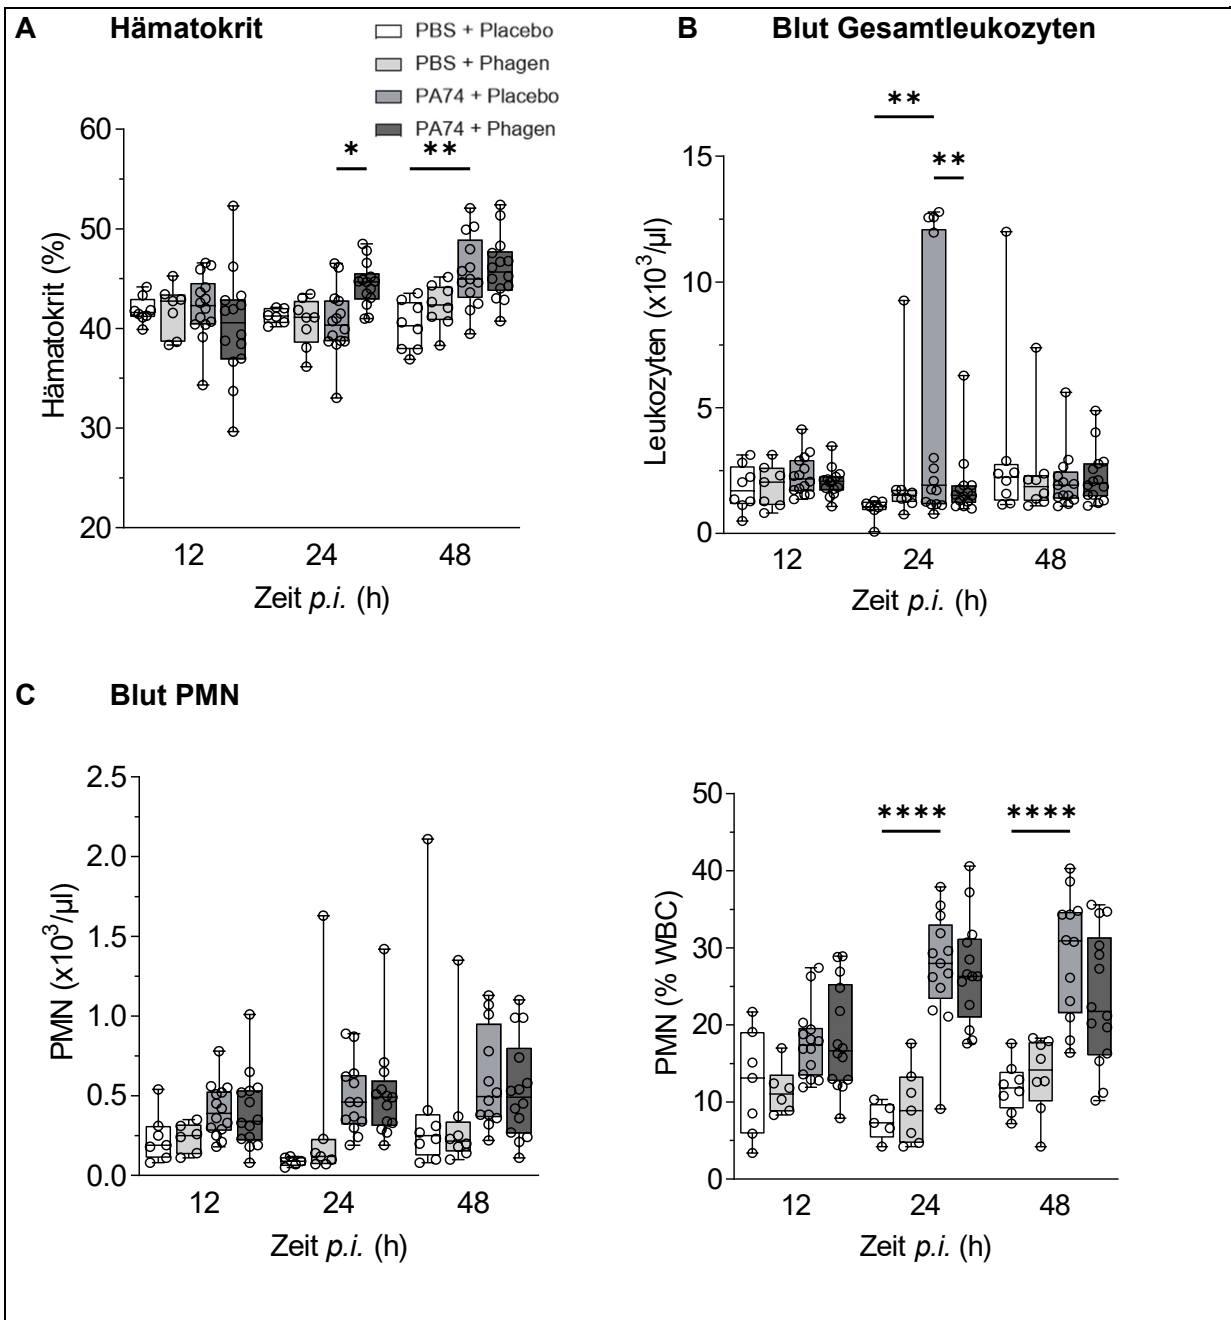 A Hämatokrit
PBS + Placebo
PBS + Phagen
PA74 + Placebo
PA74 + Phagen
* **
60
50
40
30
20
Hämatokrit (%)
12 24 48
Zeit p.i. (h)
B Blut Gesamtleukozyten
**
**
15
10
5
0
Leukozyten (x10³/µl)
12 24 48
Zeit p.i. (h)
C Blut PMN
2.5
2.0
1.5
1.0
0.5
0.0
PMN (x10³/µl)
12 24 48
Zeit p.i. (h)
**** ****
50
40
30
20
10
0
PMN (% WBC)
12 24 48
Zeit p.i. (h)